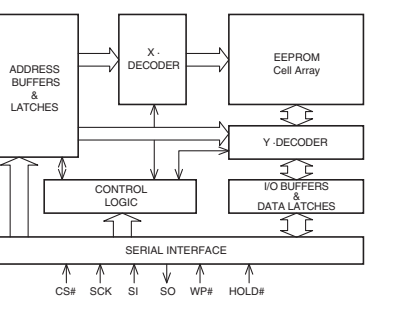 ADDRESS
BUFFERS
&
LATCHES
X ·
DECODER
EEPROM
Cell Array
Y ·DECODER
CONTROL
LOGIC
I/O BUFFERS
&
DATA LATCHES
SERIAL INTERFACE
CS# SCK SI SO WP# HOLD#